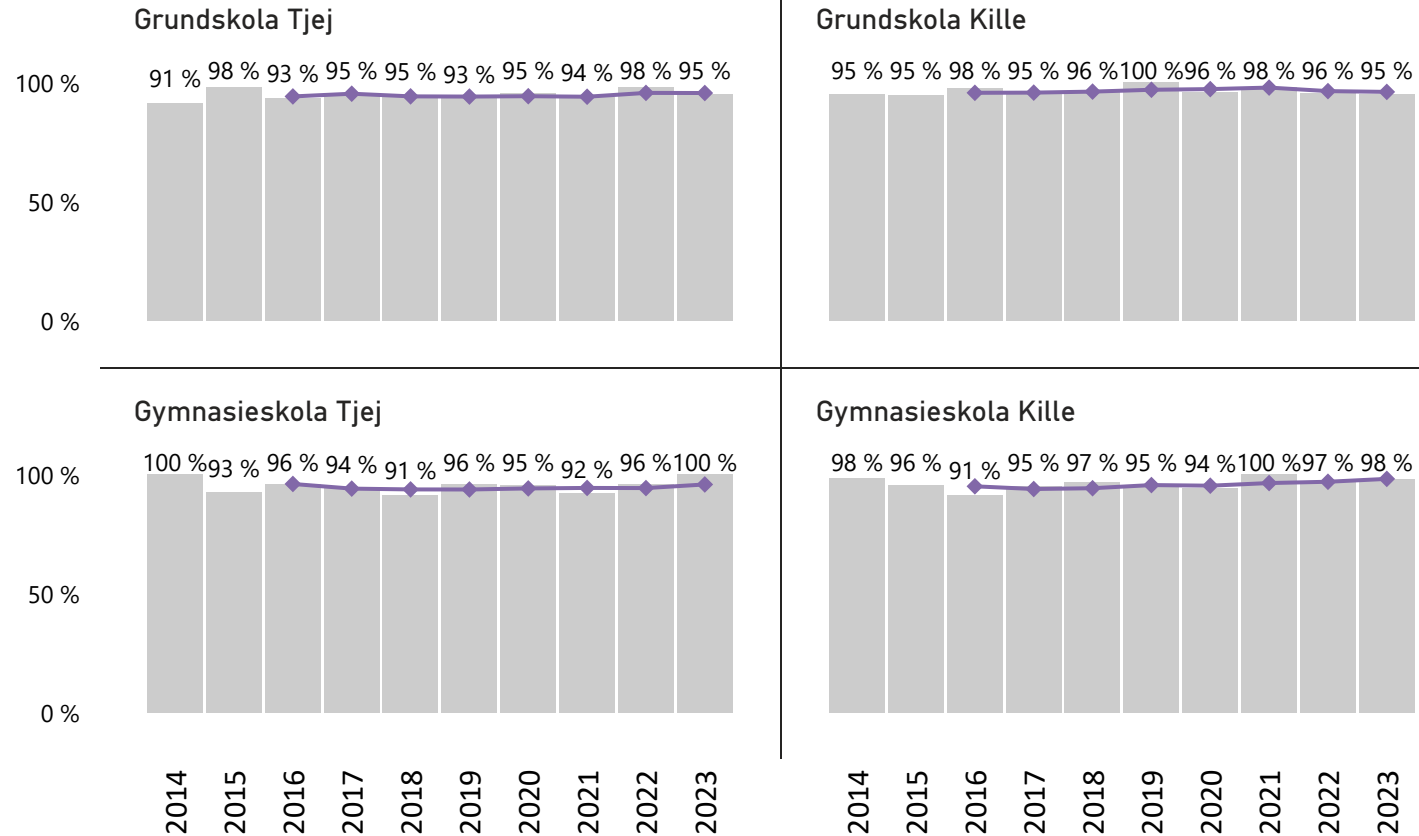 Grundskola Tjej
100 %
50 %
0 %
91 % 98 % 93 % 95 % 95 % 93 % 95 % 94 % 98 % 95 %
Grundskola Kille
95 % 95 % 98 % 95 % 96 % 100 % 96 % 98 % 96 % 95 %
Gymnasieskola Tjej
100 %
50 %
0 %
100 % 93 % 96 % 94 % 91 % 96 % 95 % 92 % 96 % 100 %
Gymnasieskola Kille
98 % 96 % 91 % 95 % 97 % 95 % 94 % 100 % 97 % 98 %
2014 2015 2016 2017 2018 2019 2020 2021 2022 2023
2014 2015 2016 2017 2018 2019 2020 2021 2022 2023